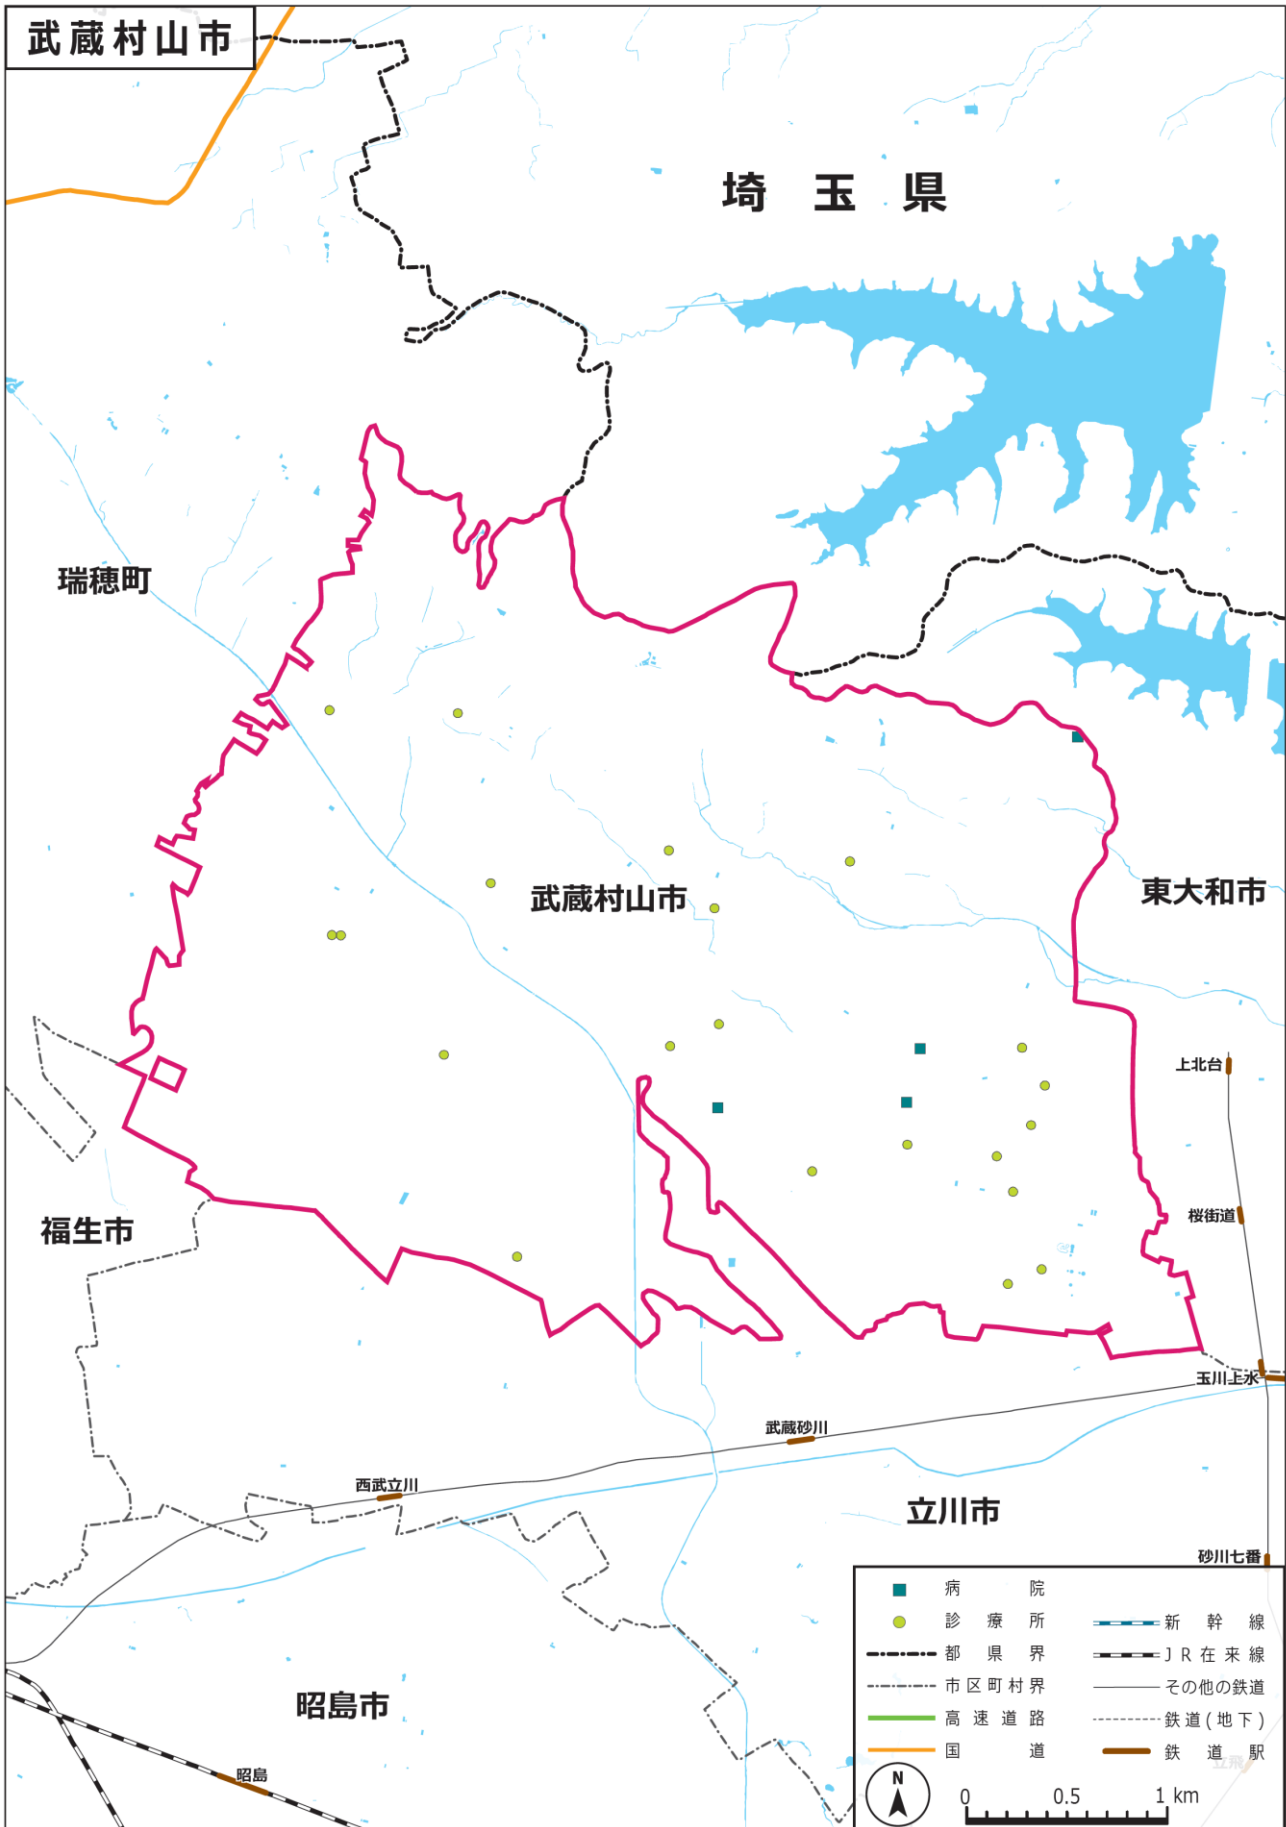 武蔵村山市
埼玉県
瑞穂町
武蔵村山市
東大和市
上北台
桜街道
福生市
玉川上水
武蔵砂川
西武立川
立川市
砂川七番
昭島市
昭島
病院
診療所
都県界
市区町村界
高速道路
国道
新幹線
JR在来線
その他の鉄道
鉄道(地下)
鉄道駅
立飛
N
0 0.5 1 km